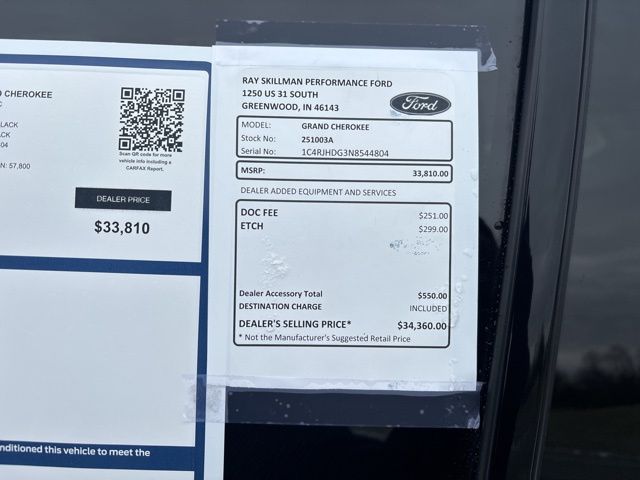 CHEROKEE
LACK
ACK
04
N: 57,800
Scan QR code for more
vehicle info including a
CARFAX Report.
DEALER PRICE
$33,810
nditioned this vehicle to meet the
RAY SKILLMAN PERFORMANCE FORD
1250 US 31 SOUTH
GREENWOOD, IN 46143
Ford
MODEL: GRAND CHEROKEE
Stock No: 251003A
Serial No: 1C4RJHDG3N8544804
MSRP: 33,810.00
DEALER ADDED EQUIPMENT AND SERVICES
DOC FEE $251.00
ETCH $299.00
Dealer Accessory Total $550.00
DESTINATION CHARGE INCLUDED
DEALER'S SELLING PRICE* $34,360.00
* Not the Manufacturer's Suggested Retail Price